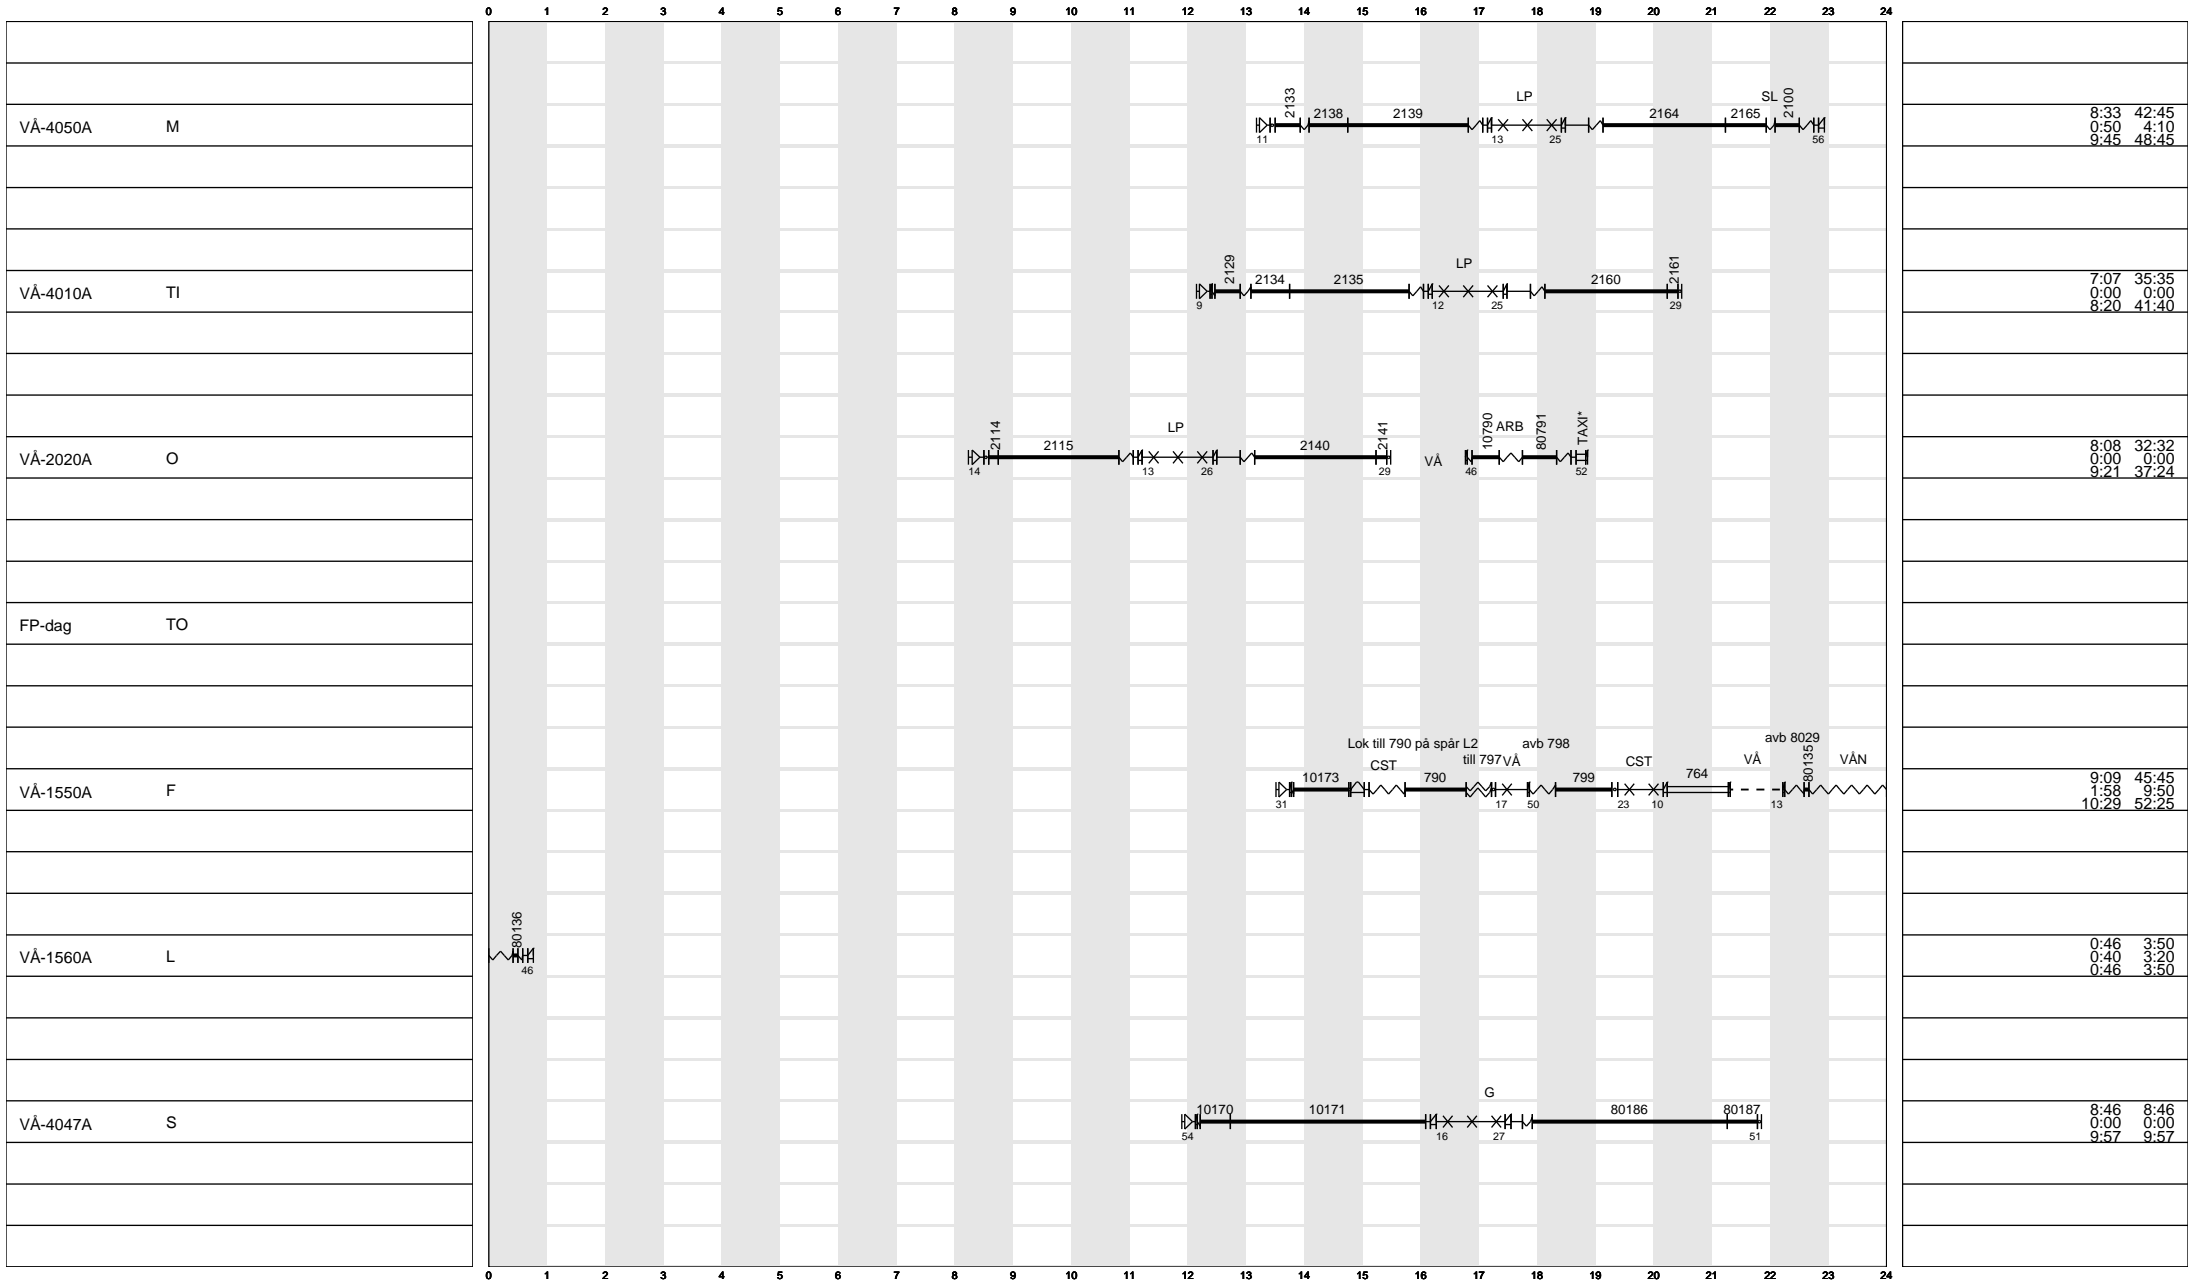 0 1 2 3 4 5 6 7 8 9 10 11 12 13 14 15 16 17 18 19 20 21 22 23 24
LP SL
2133 2138 2139 2164 2165 2100
VÅ-4050A M
11 13 25 56
8:33 42:45
0:50 4:10
9:45 48:45
LP
2129 2134 2135 2160 2161
VÅ-4010A TI
9 12 25 29
7:07 35:35
0:00 0:00
8:20 41:40
LP ARB
2114 2115 2140 2141 10790 80791 TAXI*
VÅ-2020A O VÅ
14 13 26 29 46 52
8:08 32:32
0:00 0:00
9:21 37:24
FP-dag TO
avb 8029
Lok till 790 på spår L2 avb 798
till 797 VÅ CST VÅ VÅN
CST
10173 790 799 764 80135
VÅ-1550A F
31 17 50 23 10 13
9:09 45:45
1:58 9:50
10:29 52:25
80136
VÅ-1560A L
46
0:46 3:50
0:40 3:20
0:46 3:50
G
10170 10171 80186 80187
VÅ-4047A S
54 16 27 51
8:46 8:46
0:00 0:00
9:57 9:57
0 1 2 3 4 5 6 7 8 9 10 11 12 13 14 15 16 17 18 19 20 21 22 23 24